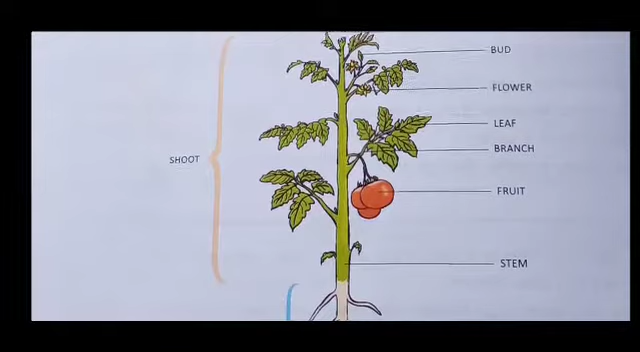 BUD
FLOWER
LEAF
BRANCH
SHOOT
FRUIT
STEM